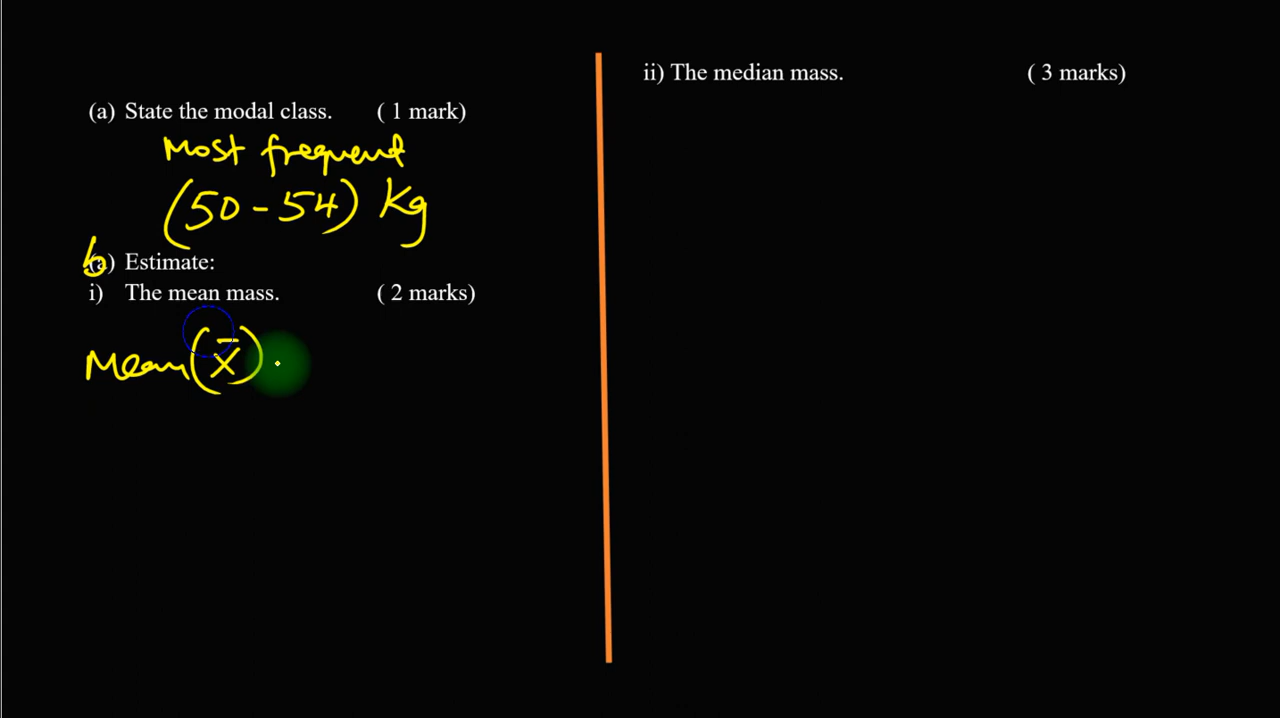 (a) State the modal class. ( 1 mark)
Most frequent
(50 - 54) Kg
b) Estimate:
i) The mean mass. ( 2 marks)
Mean (x̄)
ii) The median mass. ( 3 marks)